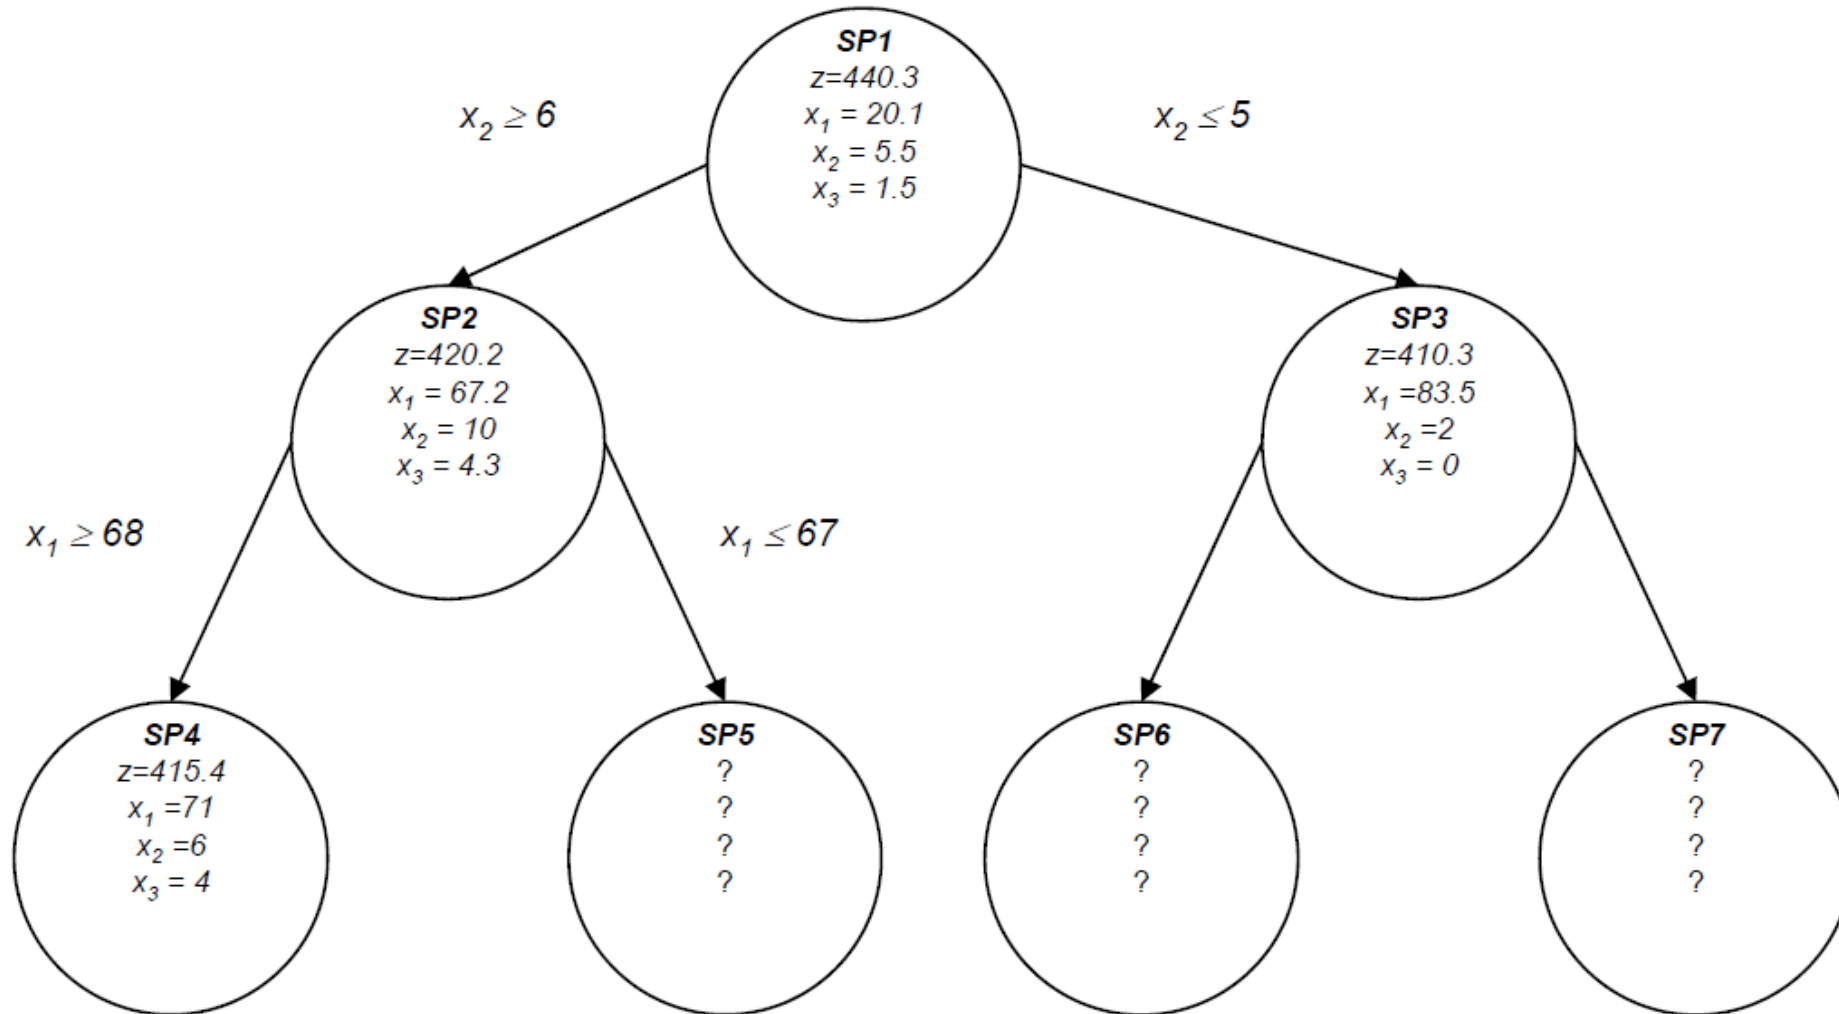 SP1
z=440.3
x₁ = 20.1
x₂ = 5.5
x₃ = 1.5
x₂ ≥ 6
x₂ ≤ 5
SP2
z=420.2
x₁ = 67.2
x₂ = 10
x₃ = 4.3
SP3
z=410.3
x₁ =83.5
x₂ =2
x₃ = 0
x₁ ≥ 68
x₁ ≤ 67
SP4
z=415.4
x₁ =71
x₂ =6
x₃ = 4
SP5
?
?
?
?
SP6
?
?
?
?
SP7
?
?
?
?